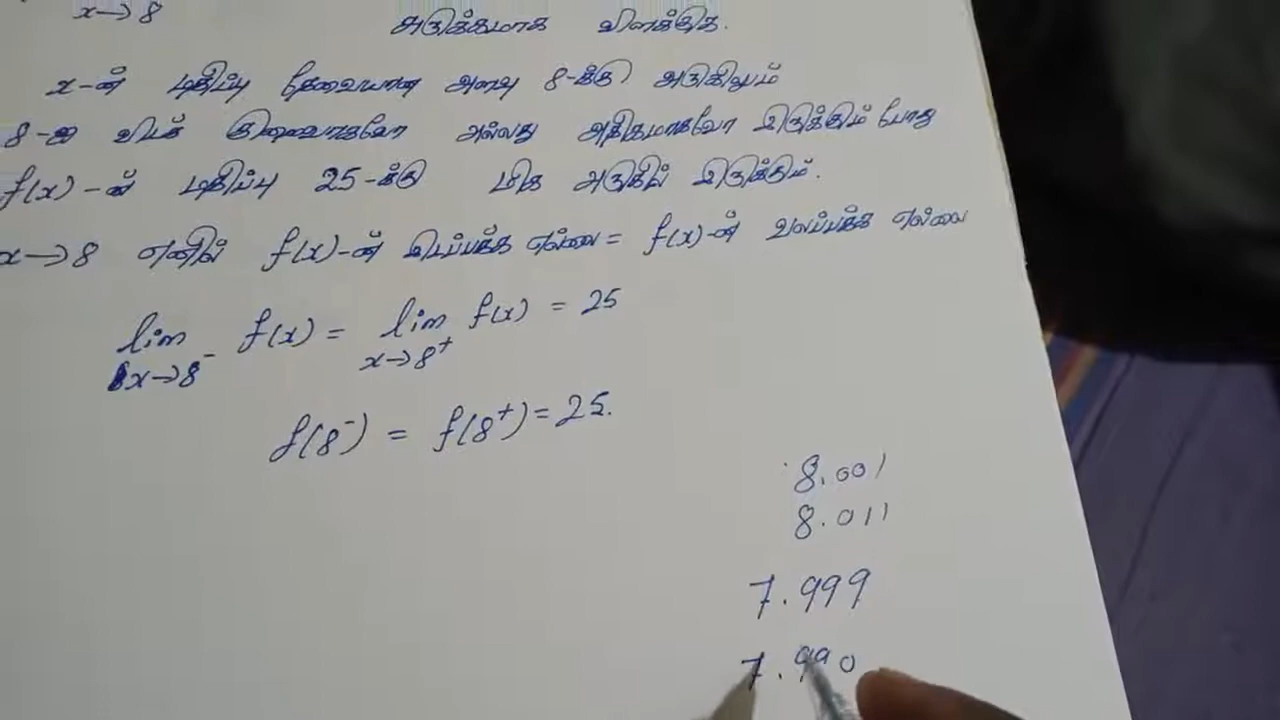 x→8 சுருக்கமாக விளக்குக.
x-ன் மதிப்பு தேவையான அளவு 8-க்கு அருகிலும்
8-ஐ விடக் குறைவாகவோ அல்லது அதிகமாகவோ இருக்கும் போது
f(x)-ன் மதிப்பு 25-க்கு மிக அருகில் இருக்கும்.
x→8 எனில் f(x)-ன் இடப்பக்க எல்லை = f(x)-ன் வலப்பக்க எல்லை
lim f(x) = lim f(x) = 25
x→8⁻ x→8⁺
f(8⁻) = f(8⁺) = 25.
8.001
8.011
7.999
7.990